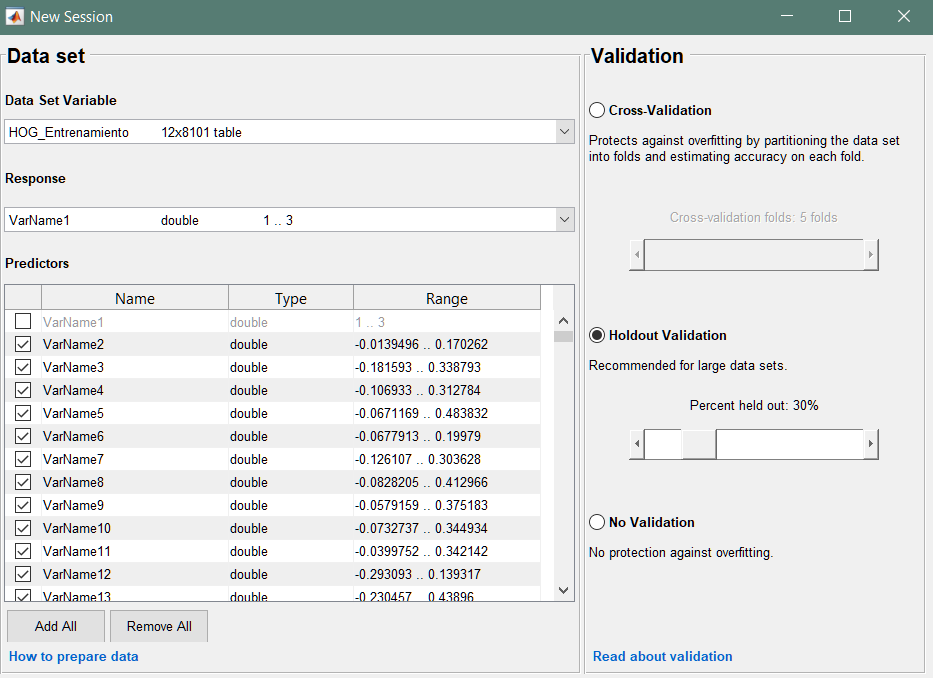 New Session
Data set
Data Set Variable
HOG_Entrenamiento 12x8101 table
Response
VarName1 double 1 .. 3
Predictors
Name Type Range
VarName1 double 1 .. 3
VarName2 double -0.0139496 .. 0.170262
VarName3 double -0.181593 .. 0.338793
VarName4 double -0.106933 .. 0.312784
VarName5 double -0.0671169 .. 0.483832
VarName6 double -0.0677913 .. 0.19979
VarName7 double -0.126107 .. 0.303628
VarName8 double -0.0828205 .. 0.412966
VarName9 double -0.0579159 .. 0.375183
VarName10 double -0.0732737 .. 0.344934
VarName11 double -0.0399752 .. 0.342142
VarName12 double -0.293093 .. 0.139317
VarName13 double -0.230457 .. 0.43896
Add All Remove All
How to prepare data
Validation
Cross-Validation
Protects against overfitting by partitioning the data set
into folds and estimating accuracy on each fold.
Cross-validation folds: 5 folds
Holdout Validation
Recommended for large data sets.
Percent held out: 30%
No Validation
No protection against overfitting.
Read about validation